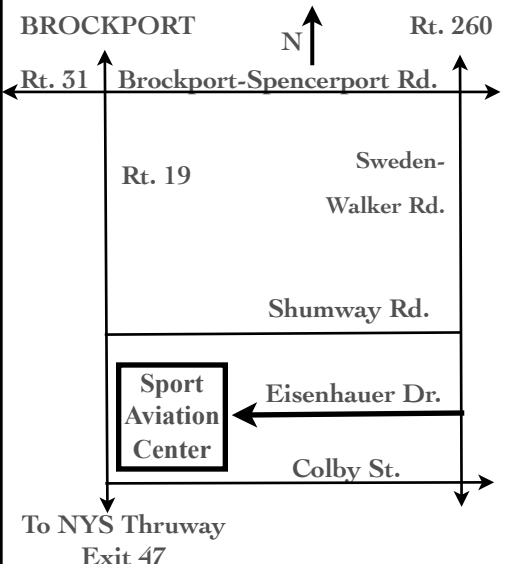 BROCKPORT
N
Rt. 260
Rt. 31
Brockport-Spencerport Rd.
Rt. 19
Sweden-
Walker Rd.
Shumway Rd.
Sport
Aviation
Center
Eisenhauer Dr.
Colby St.
To NYS Thruway
Exit 47